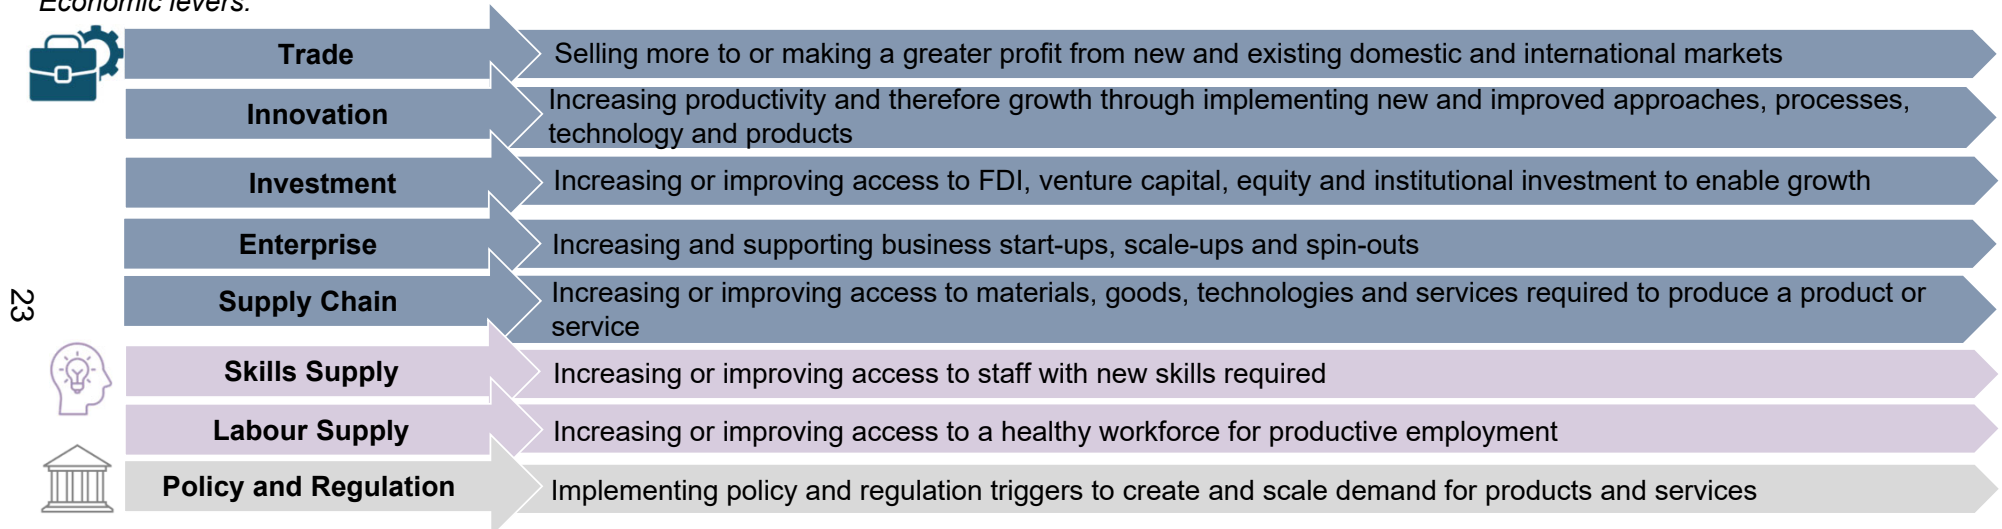 Economic levers:
Trade
Selling more to or making a greater profit from new and existing domestic and international markets
Innovation
Increasing productivity and therefore growth through implementing new and improved approaches, processes,
technology and products
Investment
Increasing or improving access to FDI, venture capital, equity and institutional investment to enable growth
Enterprise
Increasing and supporting business start-ups, scale-ups and spin-outs
Supply Chain
Increasing or improving access to materials, goods, technologies and services required to produce a product or
service
23
Skills Supply
Increasing or improving access to staff with new skills required
Labour Supply
Increasing or improving access to a healthy workforce for productive employment
Policy and Regulation
Implementing policy and regulation triggers to create and scale demand for products and services